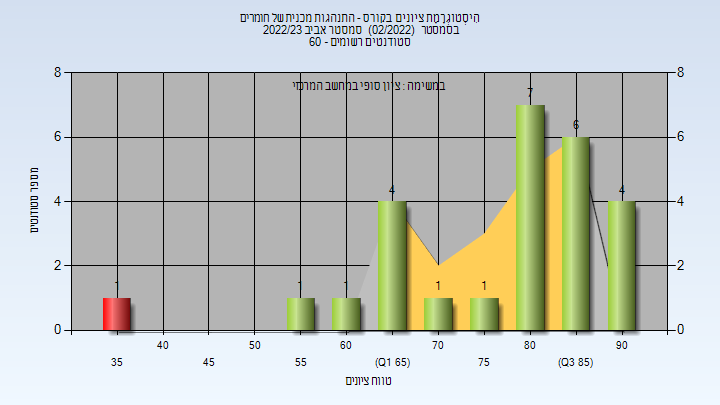 היסטוגרמת ציונים בקורס - התנהגות מכנית של חומרים
בסמסטר (02/2022) סמסטר אביב 2022/23
סטודנטים רשומים - 60
במשימה : ציון סופי במחשב המרכזי
8 8
6 6
4 4
2 2
0 0
מספר סטודנטים
1 1 1 4 1 1 7 6 4
40 50 60 70 80 90
35 45 55 (Q1 65) 75 (Q3 85)
טווח ציונים